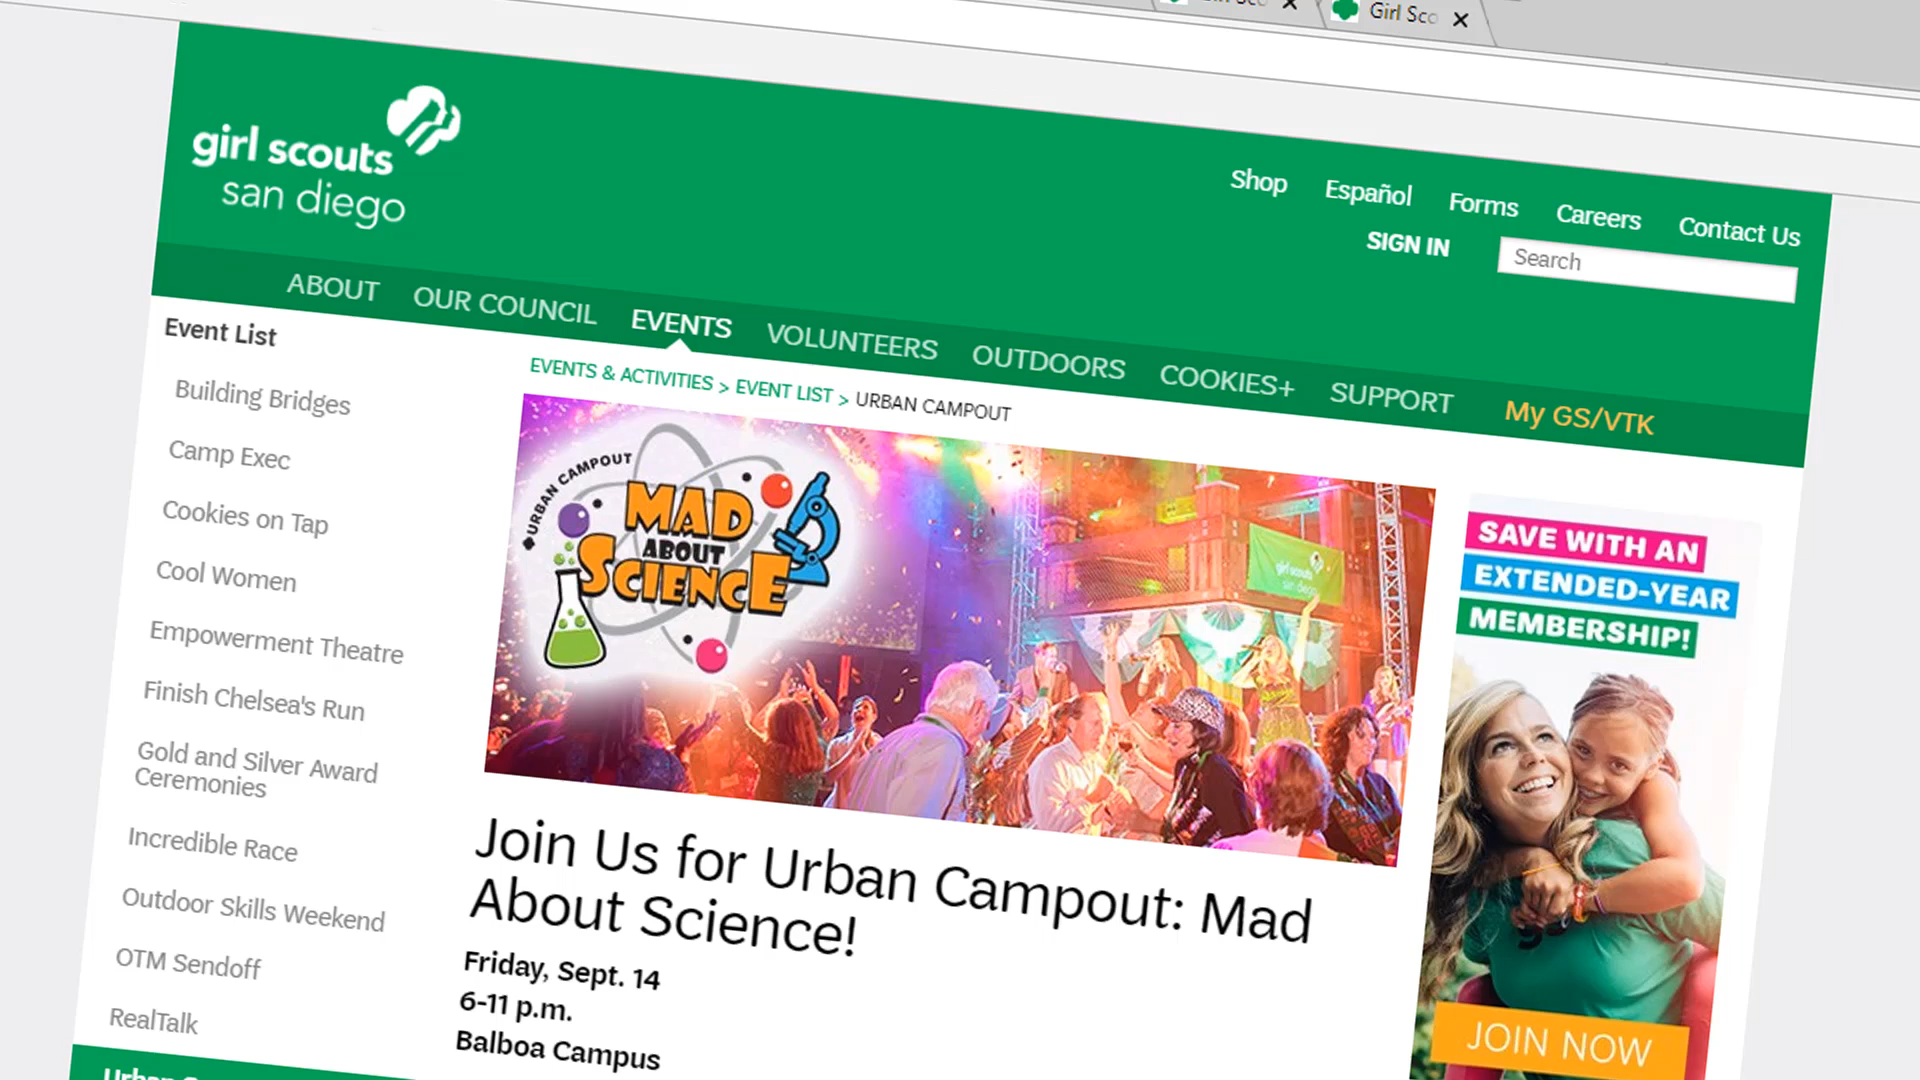 Girl Sco
girl scouts
san diego
Shop Español Forms Careers Contact Us
SIGN IN
Search
ABOUT OUR COUNCIL EVENTS VOLUNTEERS OUTDOORS COOKIES+ SUPPORT My GS/VTK
Event List
Building Bridges
Camp Exec
Cookies on Tap
Cool Women
Empowerment Theatre
Finish Chelsea's Run
Gold and Silver Award
Ceremonies
Incredible Race
Outdoor Skills Weekend
OTM Sendoff
RealTalk
EVENTS & ACTIVITIES > EVENT LIST > URBAN CAMPOUT
URBAN CAMPOUT
MAD
ABOUT
SCIENCE
girl scouts
san diego
Join Us for Urban Campout: Mad
About Science!
Friday, Sept. 14
6-11 p.m.
Balboa Campus
SAVE WITH AN
EXTENDED-YEAR
MEMBERSHIP!
JOIN NOW